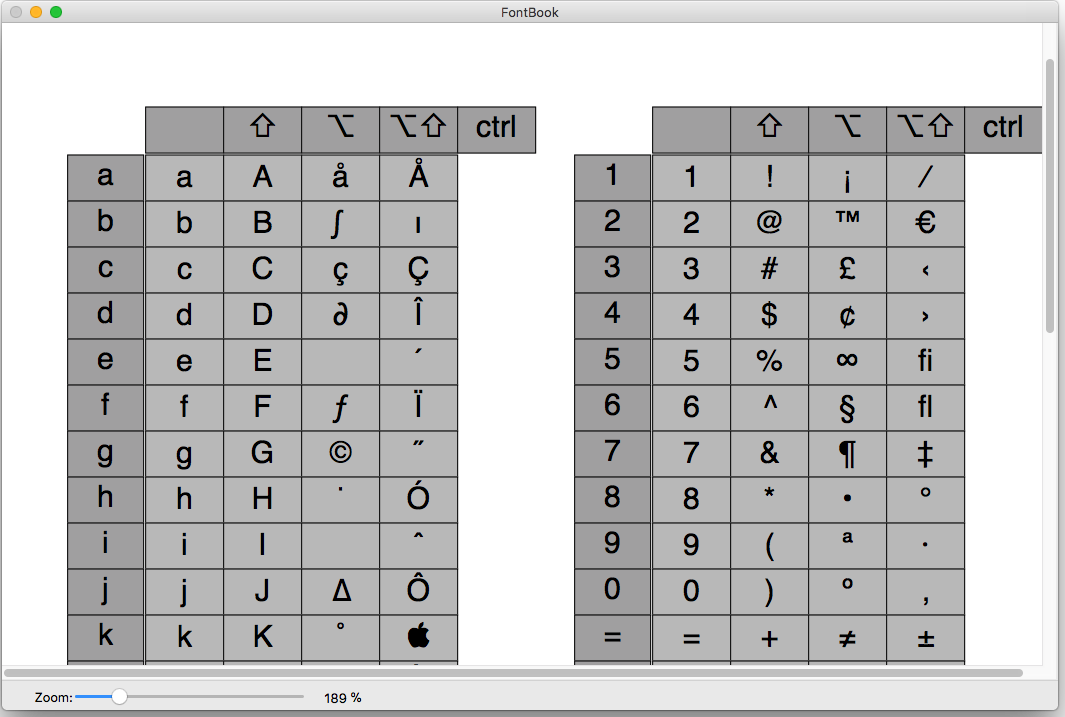 FontBook
⇧ ⌥ ⌥⇧ ctrl ⇧ ⌥ ⌥⇧ ctrl
a a A å Å 1 1 ! ¡ ⁄
b b B ∫ ı 2 2 @ ™ €
c c C ç Ç 3 3 # £ ‹
d d D ∂ Î 4 4 $ ¢ ›
e e E ´ 5 5 % ∞ ﬁ
f f F ƒ Ï 6 6 ^ § ﬂ
g g G © ˝ 7 7 & ¶ ‡
h h H ˙ Ó 8 8 * • °
i i I ˆ 9 9 ( ª ·
j j J ∆ Ô 0 0 ) º ‚
k k K ˚  = = + ≠ ±
Zoom: 189 %